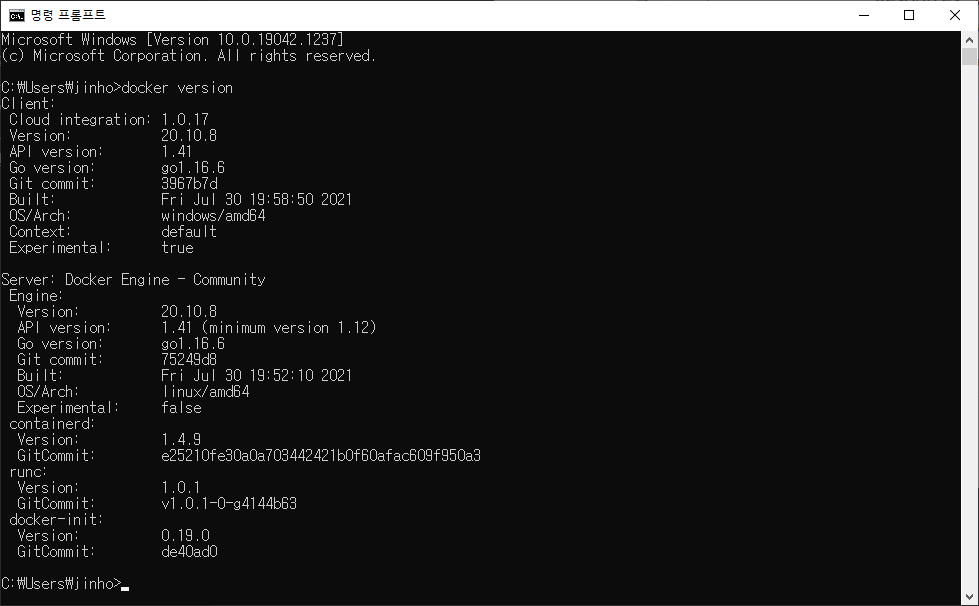 명령 프롬프트
Microsoft Windows [Version 10.0.19042.1237]
(c) Microsoft Corporation. All rights reserved.
C:₩Users₩jinho>docker version
Client:
Cloud integration: 1.0.17
Version: 20.10.8
API version: 1.41
Go version: go1.16.6
Git commit: 3967b7d
Built: Fri Jul 30 19:58:50 2021
OS/Arch: windows/amd64
Context: default
Experimental: true
Server: Docker Engine - Community
Engine:
Version: 20.10.8
API version: 1.41 (minimum version 1.12)
Go version: go1.16.6
Git commit: 75249d8
Built: Fri Jul 30 19:52:10 2021
OS/Arch: linux/amd64
Experimental: false
containerd:
Version: 1.4.9
GitCommit: e25210fe30a0a703442421b0f60afac609f950a3
runc:
Version: 1.0.1
GitCommit: v1.0.1-0-g4144b63
docker-init:
Version: 0.19.0
GitCommit: de40ad0
C:₩Users₩jinho>